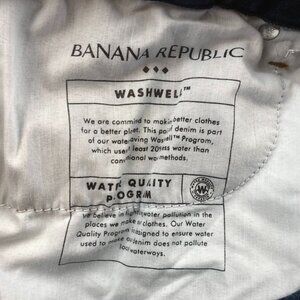 BANANA REPUBLIC
WASHWELL™
We are commited to making better clothes
for a better planet. This pair of denim is part
of our water-saving Washwell™ Program,
which uses at least 20% less water than
conventional wash methods.
WATER QUALITY
PROGRAM
W
We believe in fighting water pollution in the
places we make our clothes. Our Water
Quality Program is designed to ensure water
used to make our denim does not pollute
local waterways.